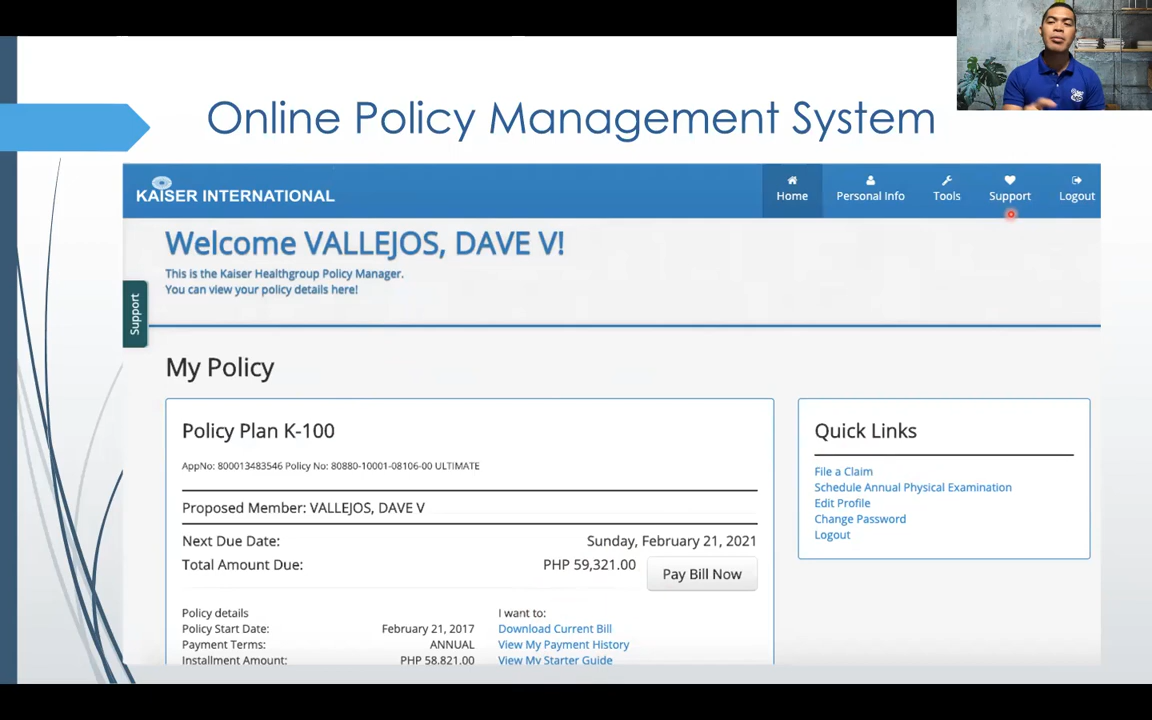 Online Policy Management System
KAISER INTERNATIONAL
Home
Personal Info
Tools
Support
Logout
Welcome VALLEJOS, DAVE V!
This is the Kaiser Healthgroup Policy Manager.
You can view your policy details here!
Support
My Policy
Policy Plan K-100
AppNo: 800013483546 Policy No: 80880-10001-08106-00 ULTIMATE
Proposed Member: VALLEJOS, DAVE V
Next Due Date: Sunday, February 21, 2021
Total Amount Due: PHP 59,321.00
Pay Bill Now
Policy details
Policy Start Date: February 21, 2017
Payment Terms: ANNUAL
Installment Amount: PHP 58,821.00
I want to:
Download Current Bill
View My Payment History
View My Starter Guide
Quick Links
File a Claim
Schedule Annual Physical Examination
Edit Profile
Change Password
Logout